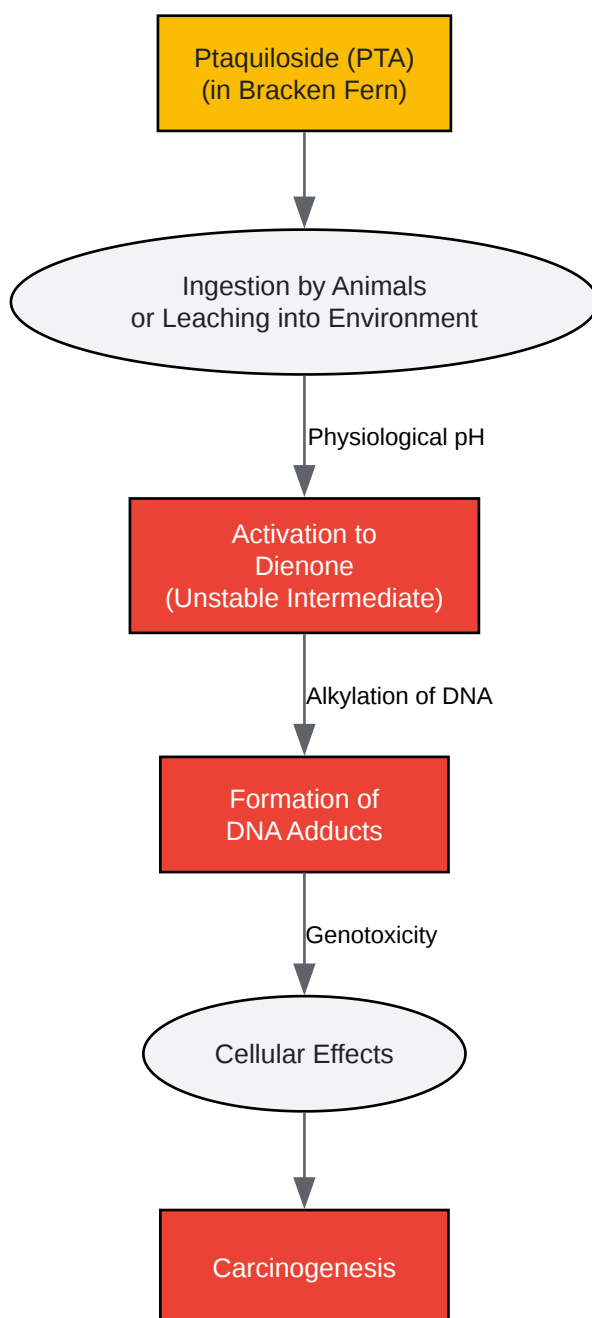 Ptaquiloside (PTA)
(in Bracken Fern)
Ingestion by Animals
or Leaching into Environment
Physiological pH
Activation to
Dienone
(Unstable Intermediate)
Alkylation of DNA
Formation of
DNA Adducts
Genotoxicity
Cellular Effects
Carcinogenesis